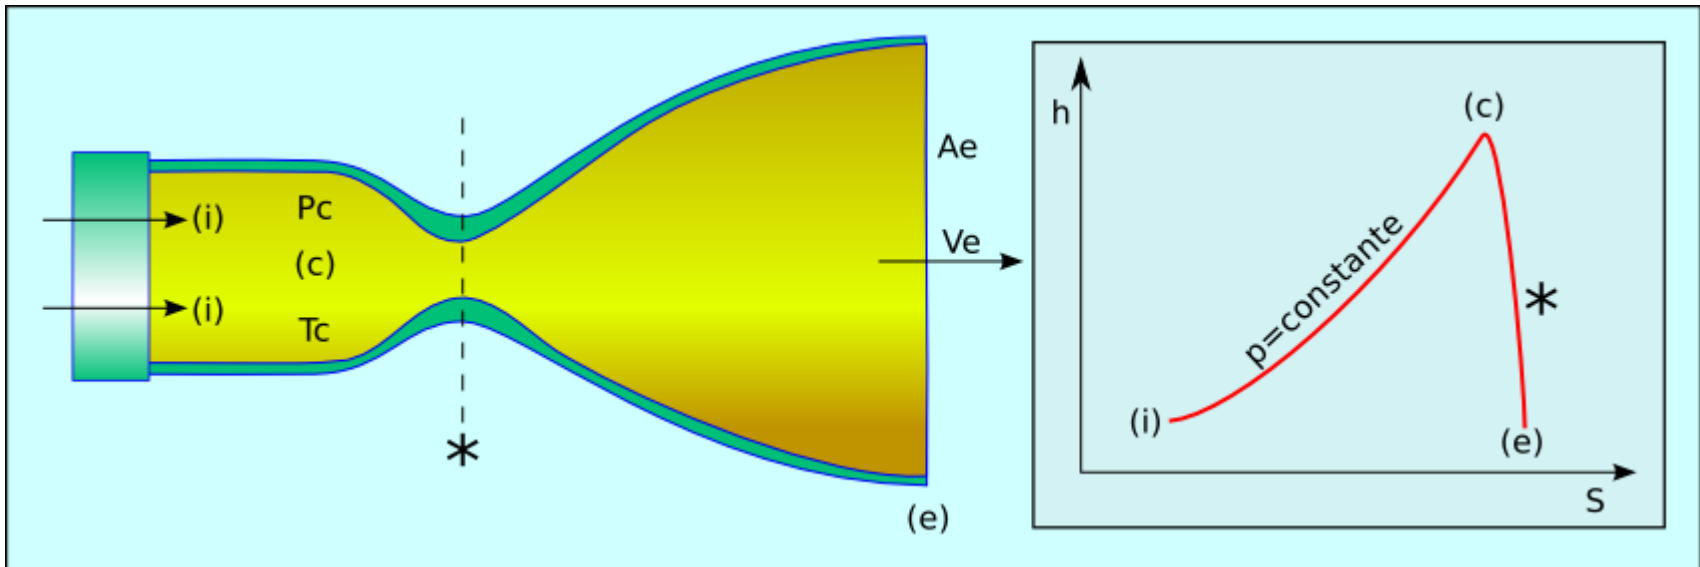 (i)
(i)
Pc
(c)
Tc
*
Ae
Ve
(e)
h
(c)
p=constante
*
(i)
(e)
S